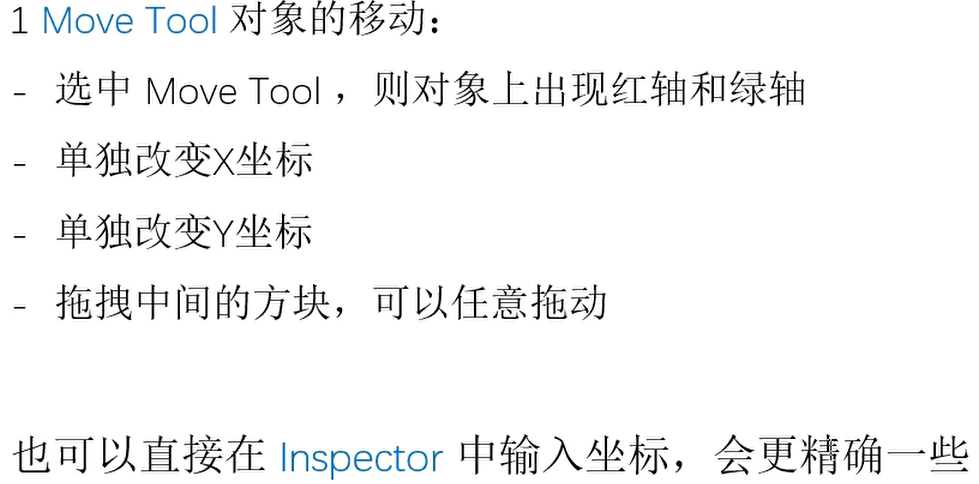 1 Move Tool 对象的移动：
- 选中 Move Tool ，则对象上出现红轴和绿轴
- 单独改变X坐标
- 单独改变Y坐标
- 拖拽中间的方块，可以任意拖动
也可以直接在 Inspector 中输入坐标，会更精确一些